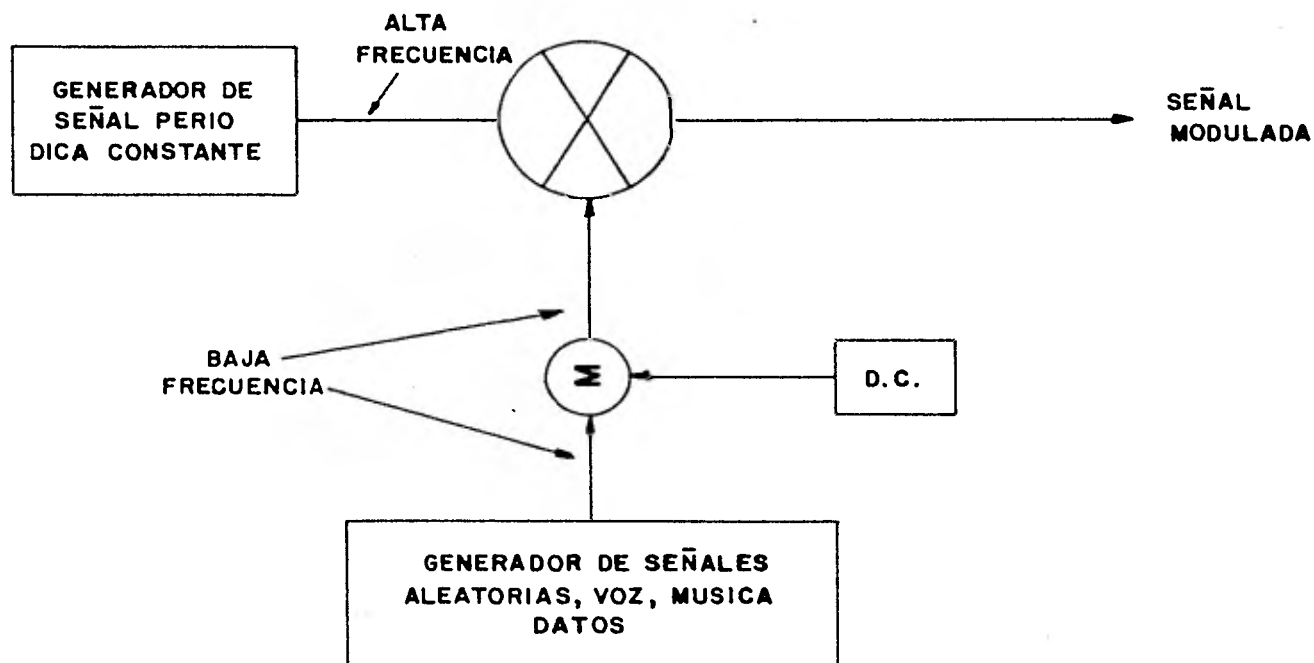 ALTA
FRECUENCIA
GENERADOR DE
SEÑAL PERIO
DICA CONSTANTE
SEÑAL
MODULADA
BAJA
FRECUENCIA
M
D.C.
GENERADOR DE SEÑALES
ALEATORIAS, VOZ, MUSICA
DATOS